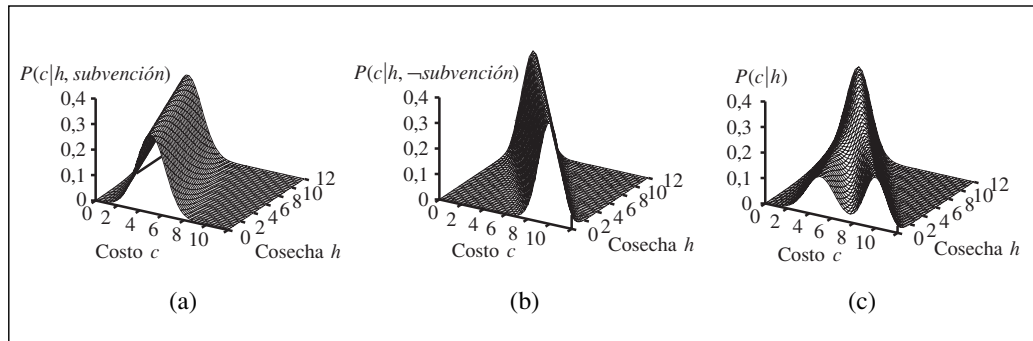 P(c|h, subvención)
0,4
0,3
0,2
0,1
0
0 2 4 6 8 10
Costo c
0 2 4 6 8 10 12
Cosecha h
(a)
P(c|h, ¬subvención)
0,4
0,3
0,2
0,1
0
0 2 4 6 8 10
Costo c
0 2 4 6 8 10 12
Cosecha h
(b)
P(c|h)
0,4
0,3
0,2
0,1
0
0 2 4 6 8 10
Costo c
0 2 4 6 8 10 12
Cosecha h
(c)